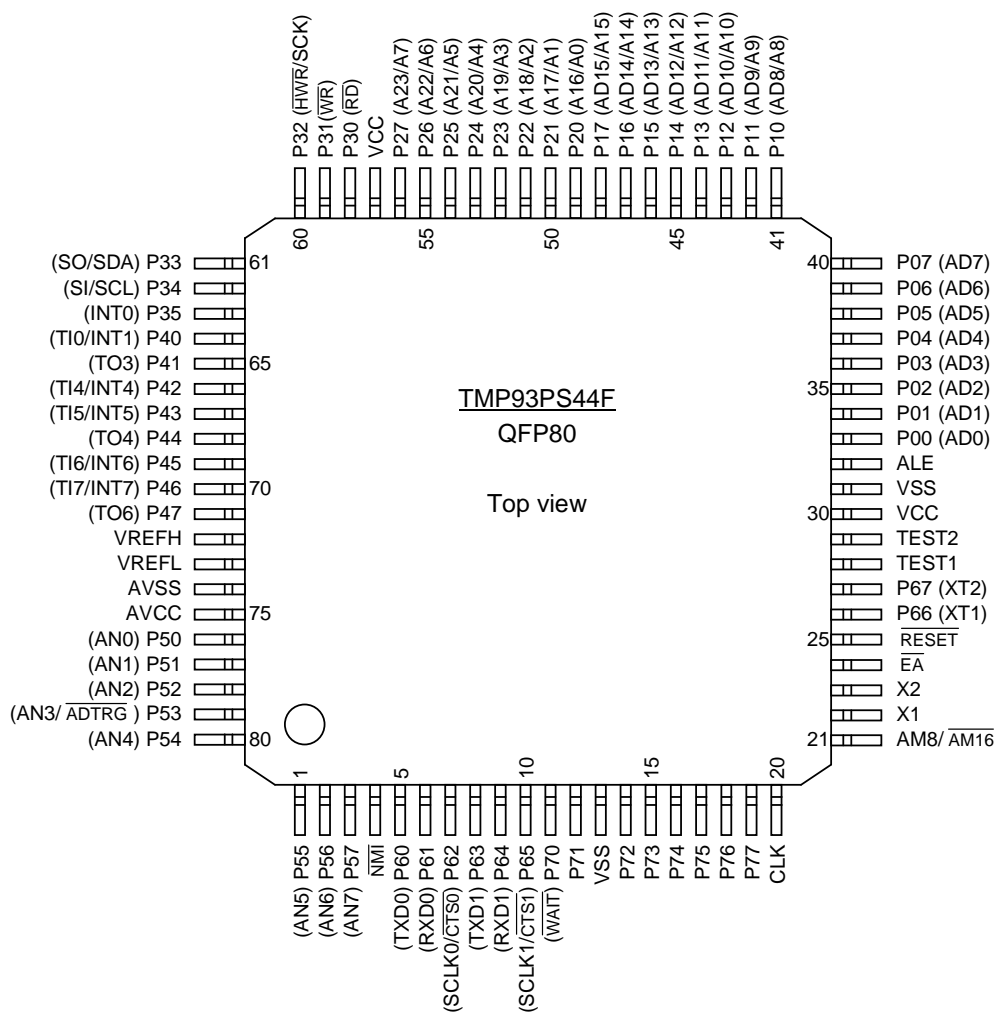 P32 (HWR/SCK)
P31(WR)
P30 (RD)
VCC
P27 (A23/A7)
P26 (A22/A6)
P25 (A21/A5)
P24 (A20/A4)
P23 (A19/A3)
P22 (A18/A2)
P21 (A17/A1)
P20 (A16/A0)
P17 (AD15/A15)
P16 (AD14/A14)
P15 (AD13/A13)
P14 (AD12/A12)
P13 (AD11/A11)
P12 (AD10/A10)
P11 (AD9/A9)
P10 (AD8/A8)
60
55
50
45
41
(SO/SDA) P33
(SI/SCL) P34
(INT0) P35
(TI0/INT1) P40
(TO3) P41
(TI4/INT4) P42
(TI5/INT5) P43
(TO4) P44
(TI6/INT6) P45
(TI7/INT7) P46
(TO6) P47
VREFH
VREFL
AVSS
AVCC
(AN0) P50
(AN1) P51
(AN2) P52
(AN3/ ADTRG ) P53
(AN4) P54
61
65
70
75
80
TMP93PS44F
QFP80
Top view
40
35
30
25
21
P07 (AD7)
P06 (AD6)
P05 (AD5)
P04 (AD4)
P03 (AD3)
P02 (AD2)
P01 (AD1)
P00 (AD0)
ALE
VSS
VCC
TEST2
TEST1
P67 (XT2)
P66 (XT1)
RESET
EA
X2
X1
AM8/ AM16
1
5
10
15
20
(AN5) P55
(AN6) P56
(AN7) P57
NMI
(TXD0) P60
(RXD0) P61
(SCLK0/CTS0) P62
(TXD1) P63
(RXD1) P64
(SCLK1/CTS1) P65
(WAIT) P70
P71
VSS
P72
P73
P74
P75
P76
P77
CLK